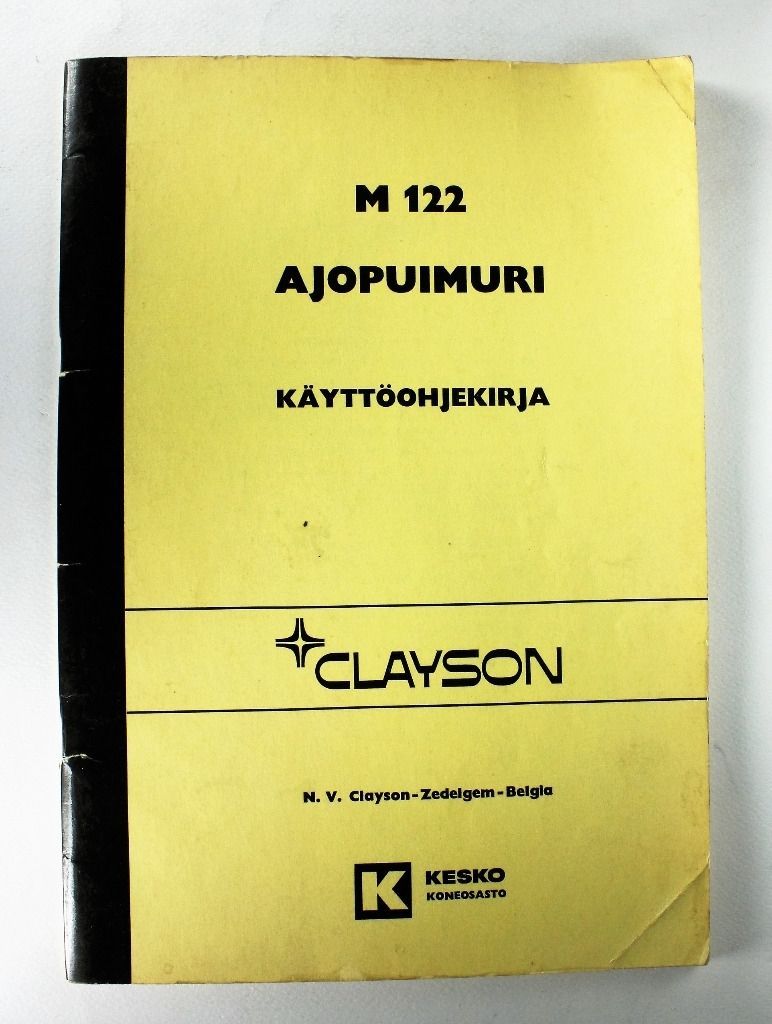 M 122
AJOPUIMURI
KÄYTTÖOHJEKIRJA
CLAYSON
N. V. Clayson-Zedelgem-Belgia
K KESKO
KONEOSASTO